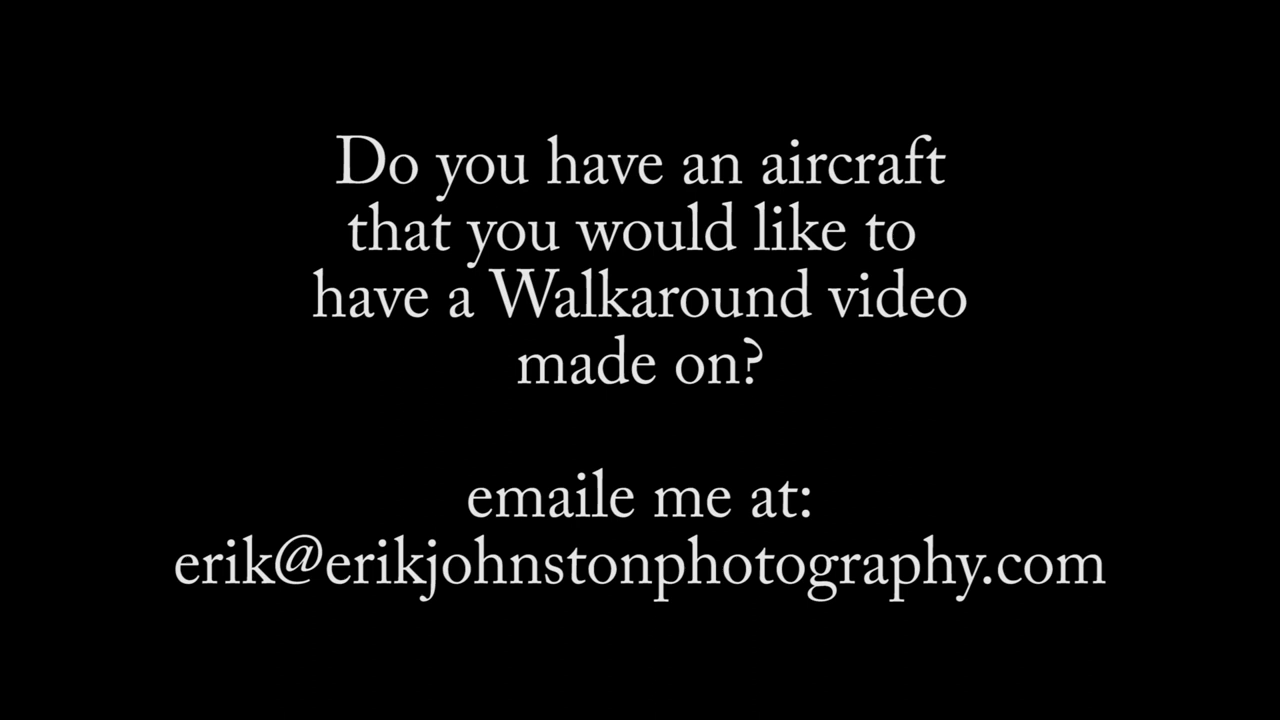 Do you have an aircraft
that you would like to
have a Walkaround video
made on?
emaile me at:
erik@erikjohnstonphotography.com